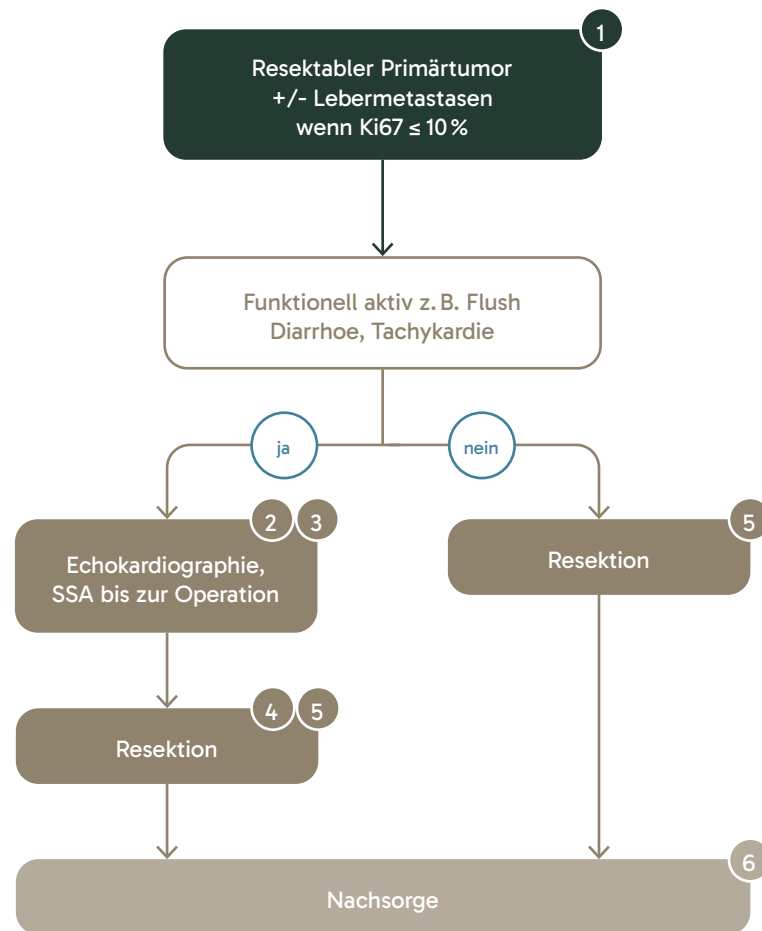 1
Resektabler Primärtumor
+/- Lebermetastasen
wenn Ki67 ≤ 10 %
Funktionell aktiv z. B. Flush
Diarrhoe, Tachykardie
ja
nein
2
3
Echokardiographie,
SSA bis zur Operation
5
Resektion
4
5
Resektion
6
Nachsorge